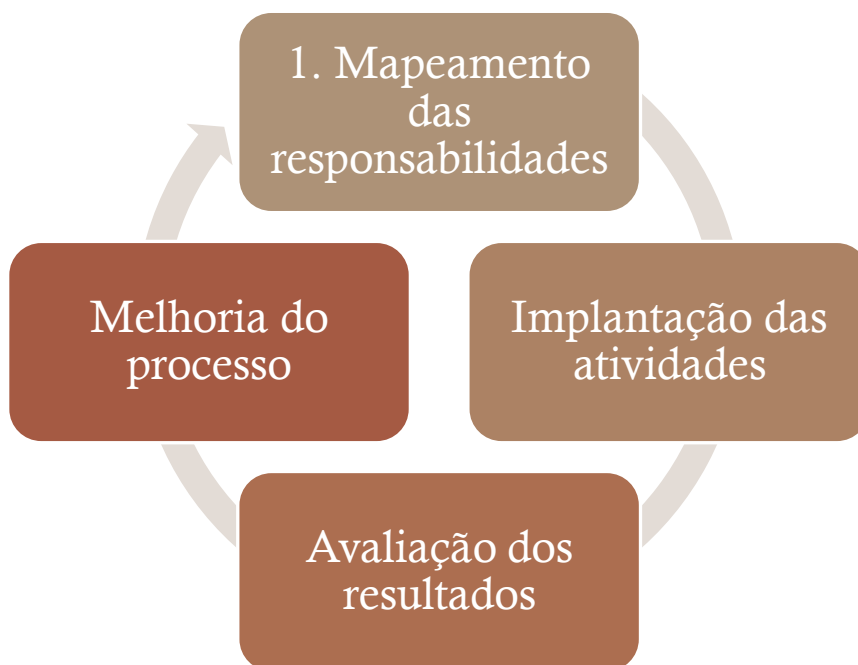 1. Mapeamento
das
responsabilidades
Implantação das
atividades
Avaliação dos
resultados
Melhoria do
processo